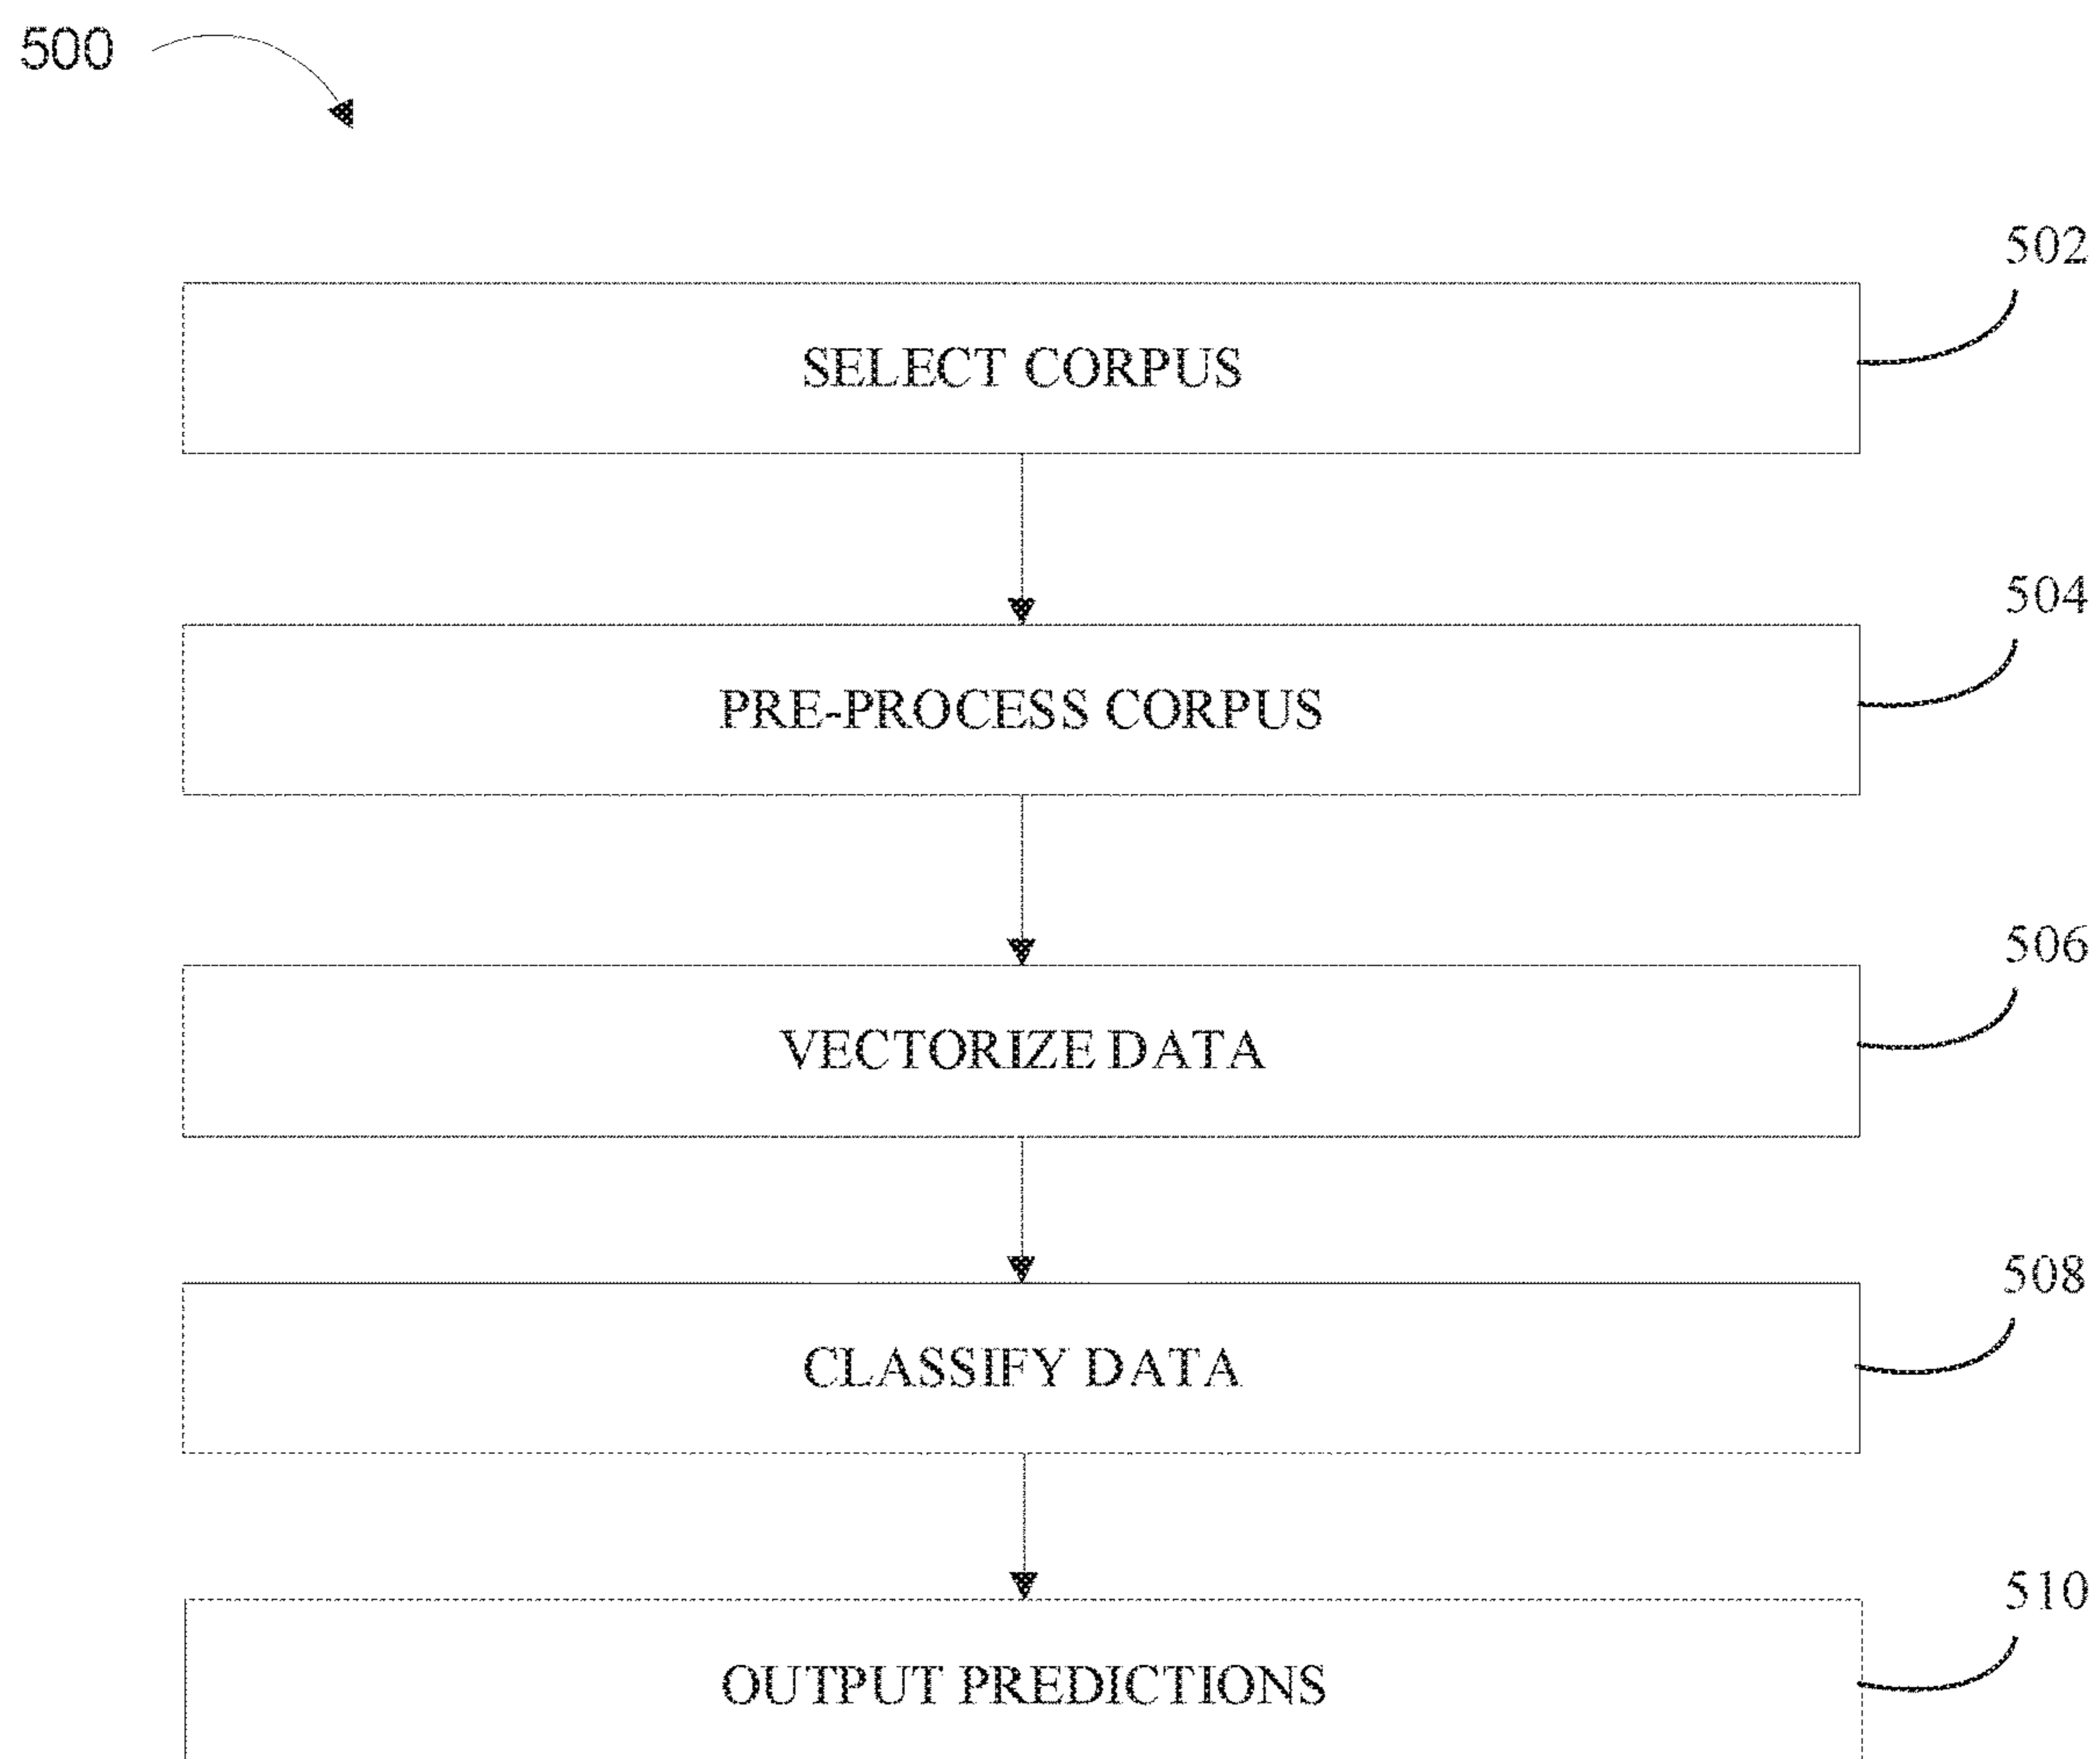 500
502
SELECT CORPUS
504
PRE-PROCESS CORPUS
506
VECTORIZE DATA
508
CLASSIFY DATA
510
OUTPUT PREDICTIONS